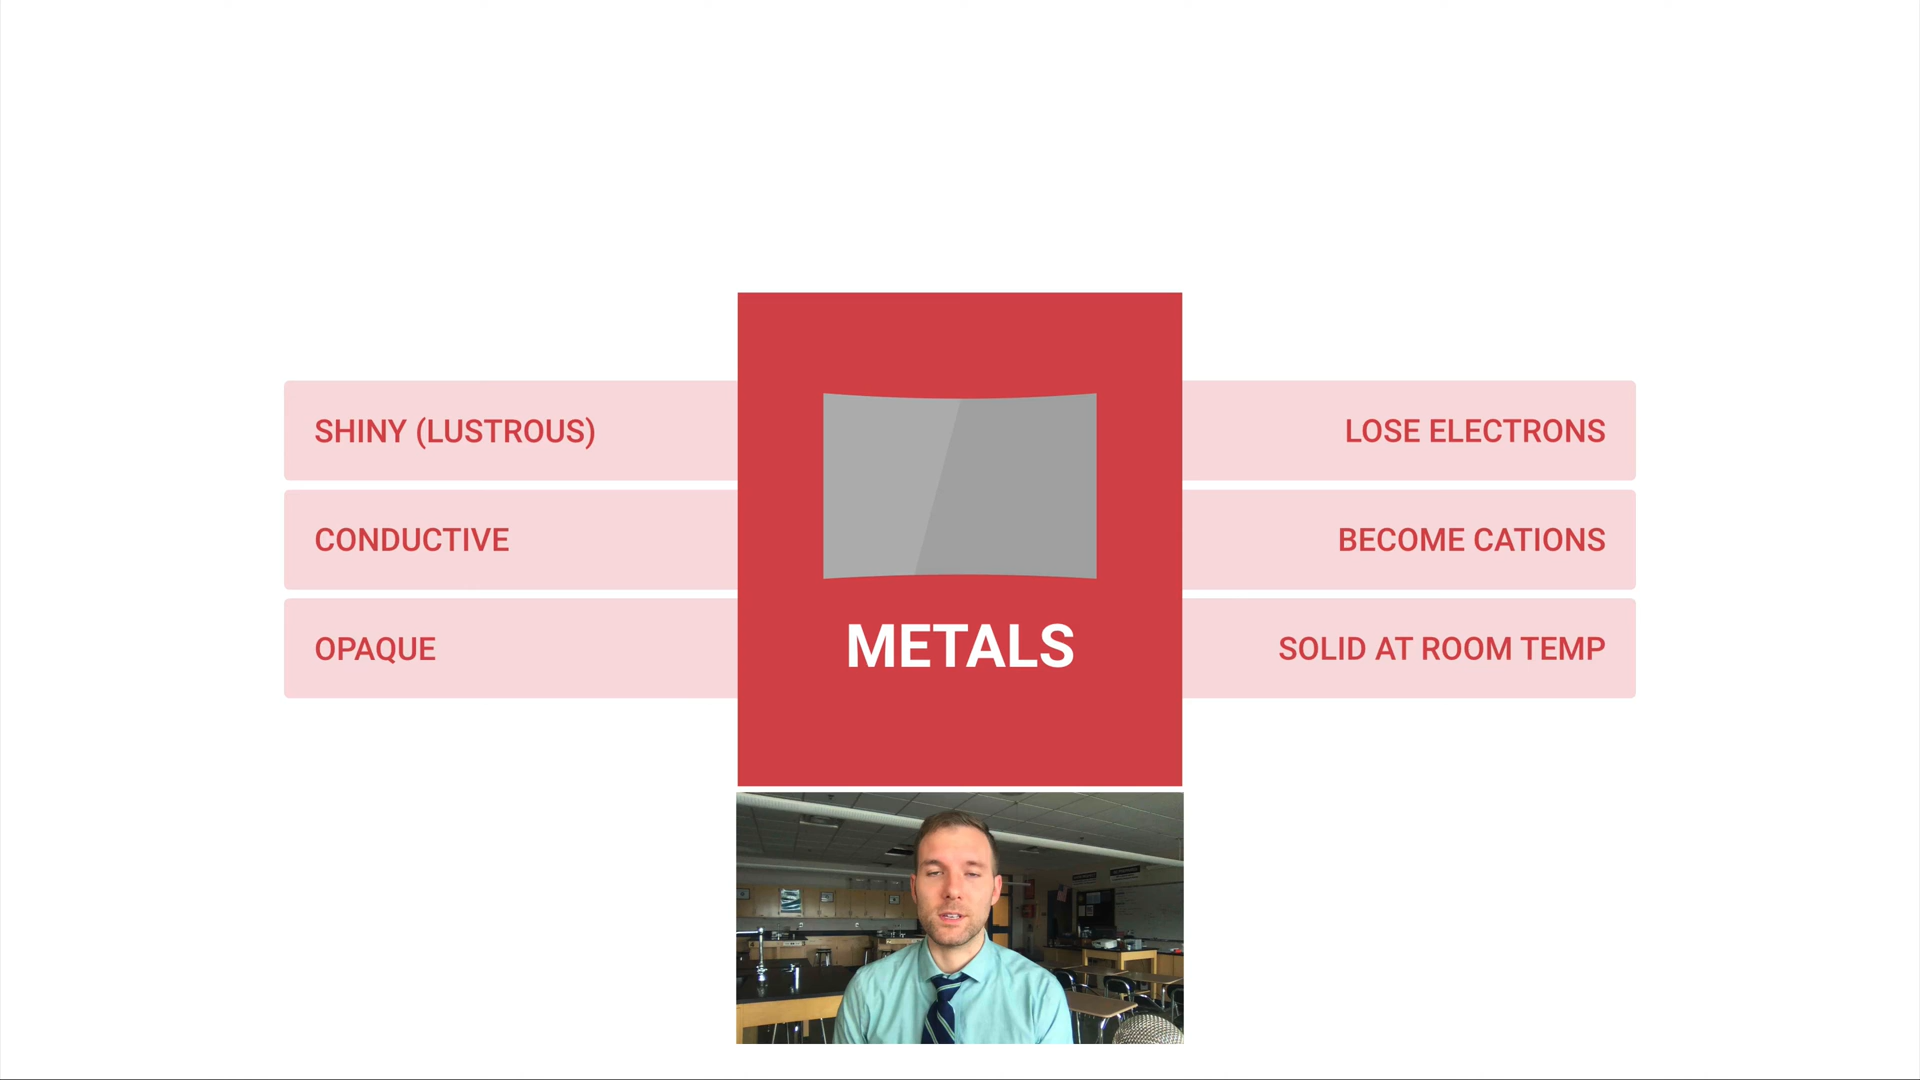 SHINY (LUSTROUS)
CONDUCTIVE
OPAQUE
METALS
LOSE ELECTRONS
BECOME CATIONS
SOLID AT ROOM TEMP